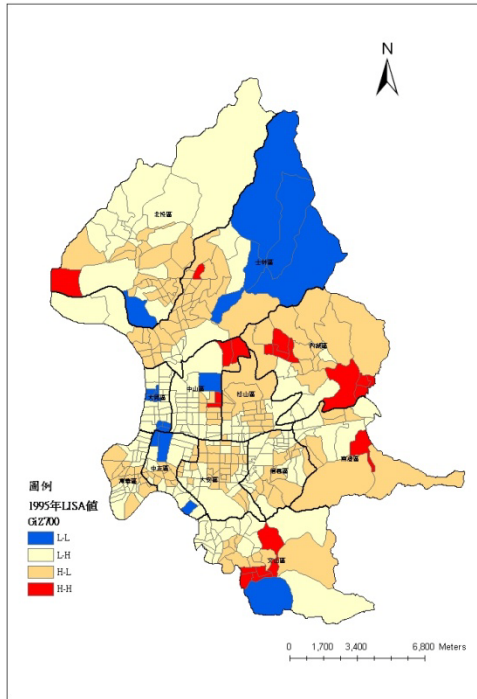 N
北投區
士林區
內湖區
中山區
松山區
大同區
南港區
中正區
信義區
大安區
萬華區
文山區
圖例
1995年LISA值
GiZ700
L-L
L-H
H-L
H-H
0 1,700 3,400 6,800 Meters